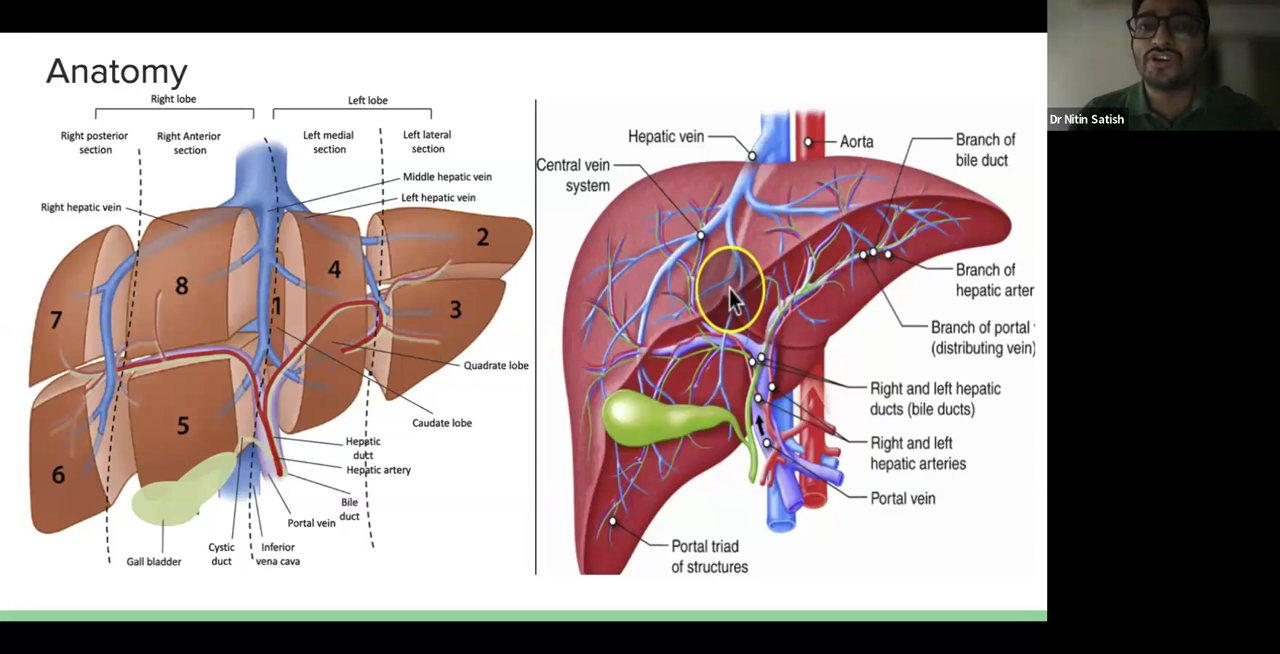 Anatomy
Right lobe
Left lobe
Right posterior
section
Right Anterior
section
Left medial
section
Left lateral
section
Middle hepatic vein
Left hepatic vein
Right hepatic vein
2
4
8
1
7
3
Quadrate lobe
5
Caudate lobe
6
Hepatic
duct
Hepatic artery
Bile
duct
Portal vein
Gall bladder
Cystic
duct
Inferior
vena cava
Hepatic vein
Aorta
Branch of
bile duct
Central vein
system
Branch of
hepatic arter
Branch of portal
(distributing vein)
Right and left hepatic
ducts (bile ducts)
Right and left
hepatic arteries
Portal vein
Portal triad
of structures
Dr Nitin Satish